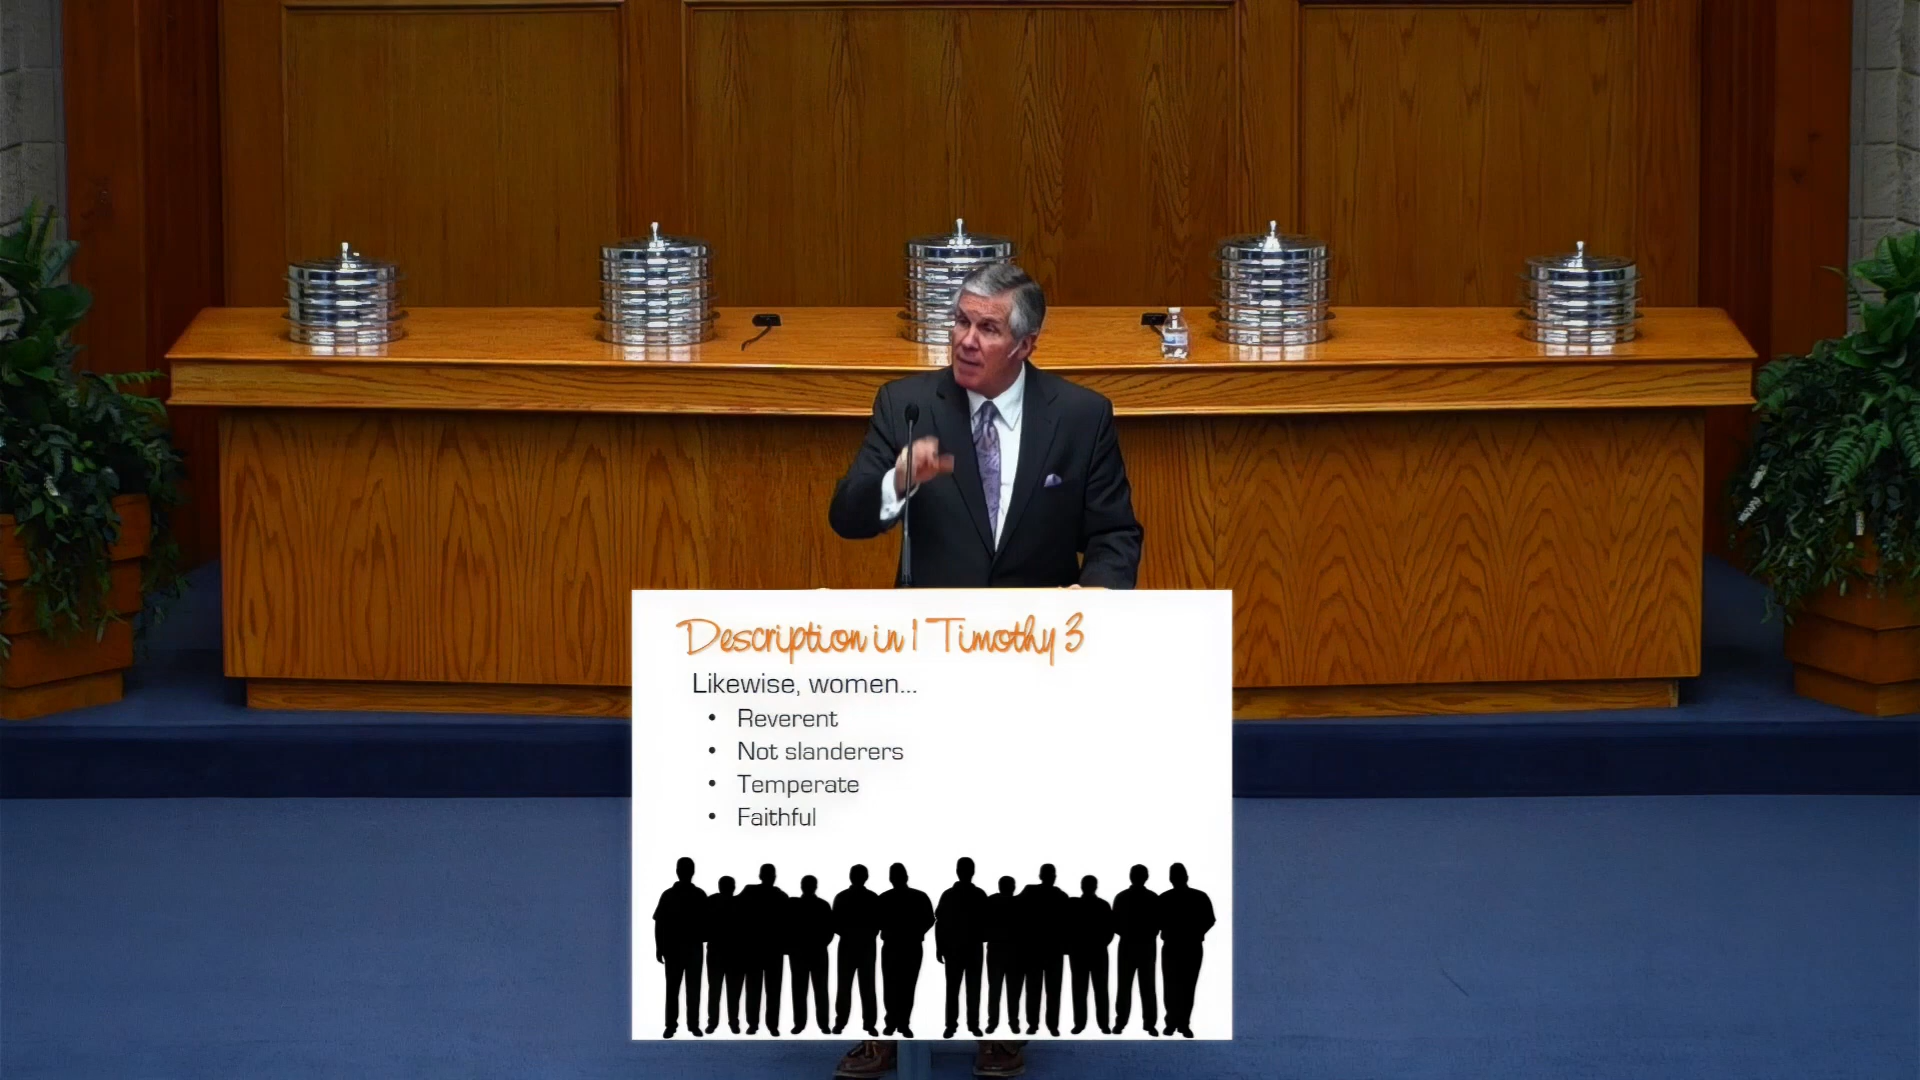 Description in 1 Timothy 3
Likewise, women...
• Reverent
• Not slanderers
• Temperate
• Faithful